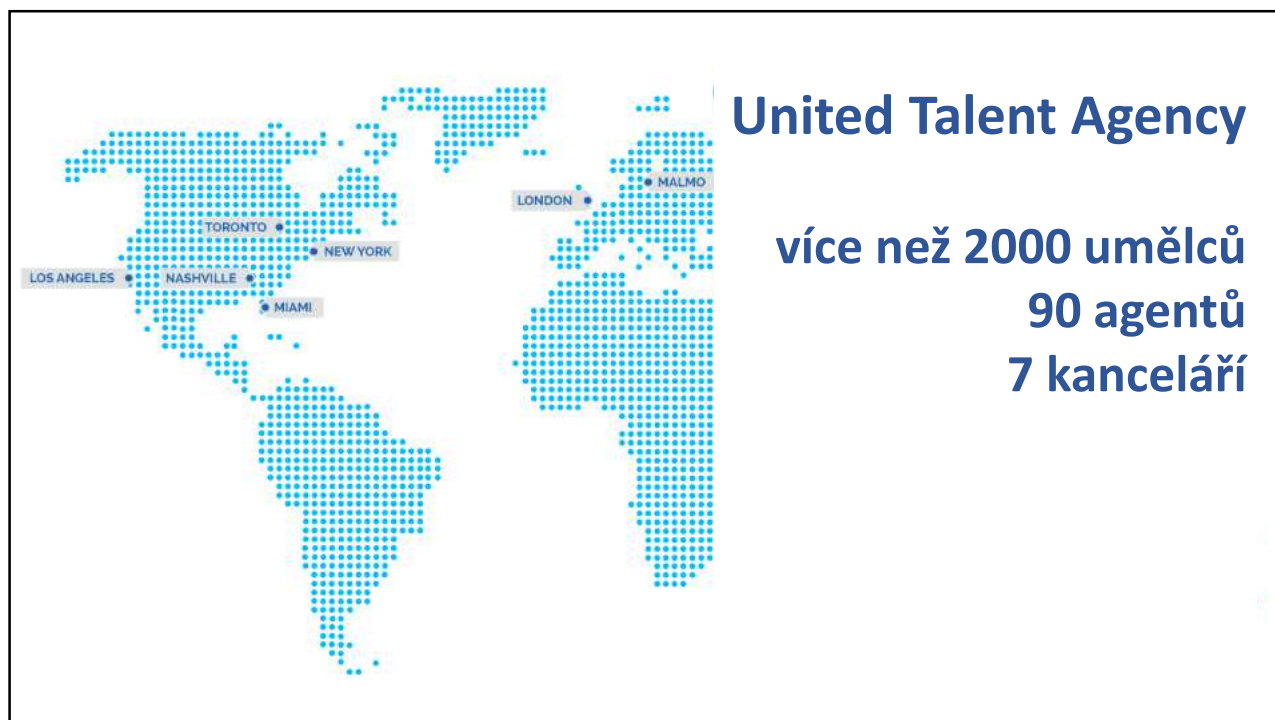 United Talent Agency
více než 2000 umělců
90 agentů
7 kanceláří
MALMO
LONDON
TORONTO
NEW YORK
LOS ANGELES
NASHVILLE
MIAMI